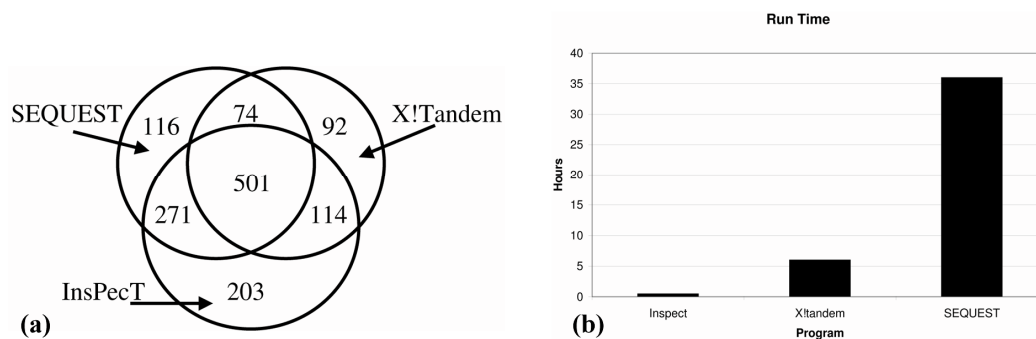 SEQUEST
X!Tandem
116
74
92
501
271
114
InsPecT
203
(a)
Run Time
40
35
30
25
20
15
10
5
0
Hours
Inspect
X!tandem
SEQUEST
Program
(b)